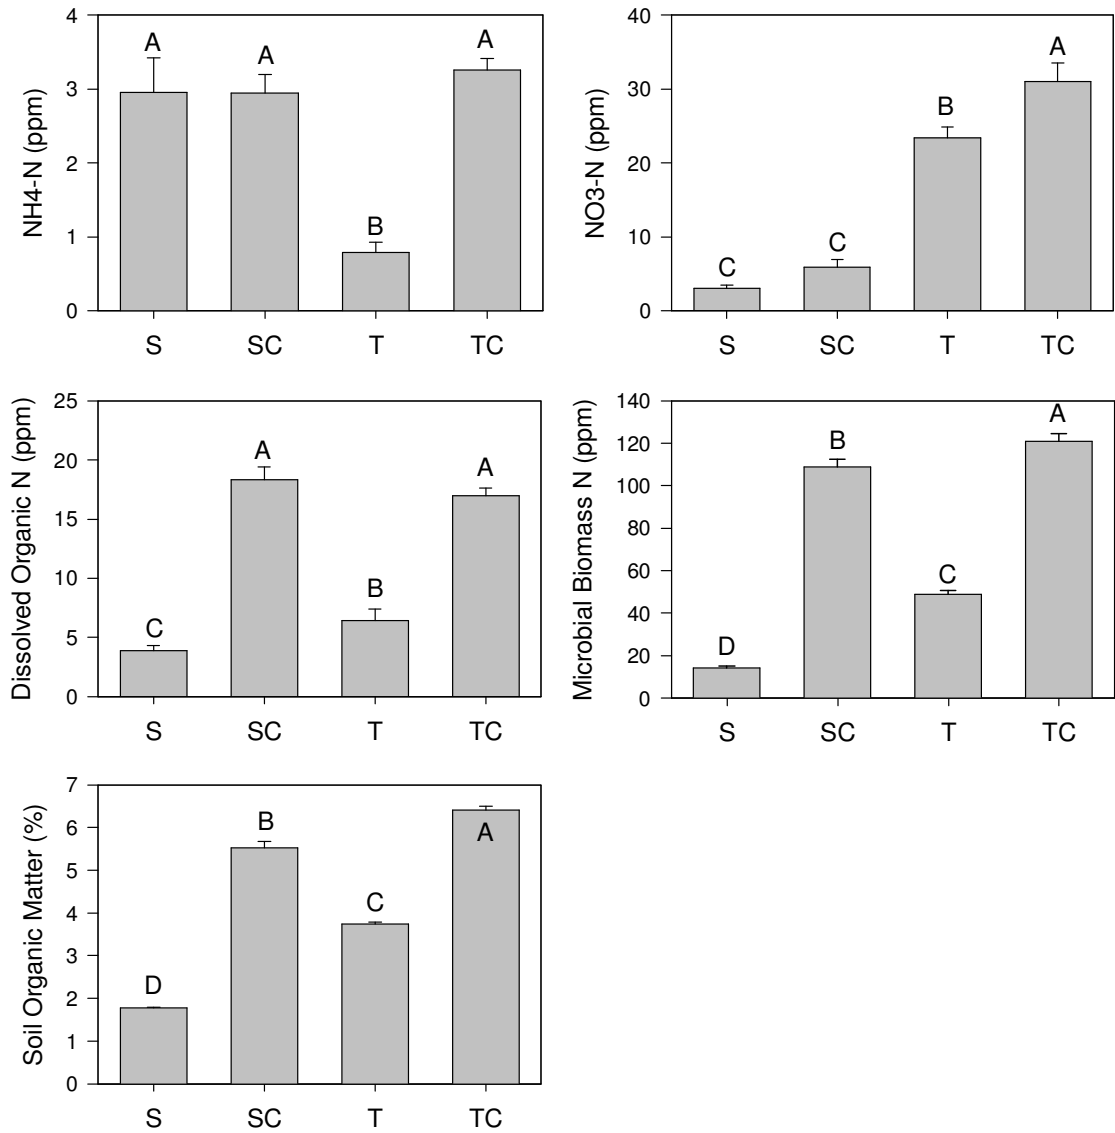 NH4-N (ppm)
4
3
2
1
0
A
A
B
A
S SC T TC
NO3-N (ppm)
40
30
20
10
0
C
C
B
A
S SC T TC
Dissolved Organic N (ppm)
25
20
15
10
5
0
C
A
B
A
S SC T TC
Microbial Biomass N (ppm)
140
120
100
80
60
40
20
0
D
B
C
A
S SC T TC
Soil Organic Matter (%)
7
6
5
4
3
2
1
0
D
B
C
A
S SC T TC